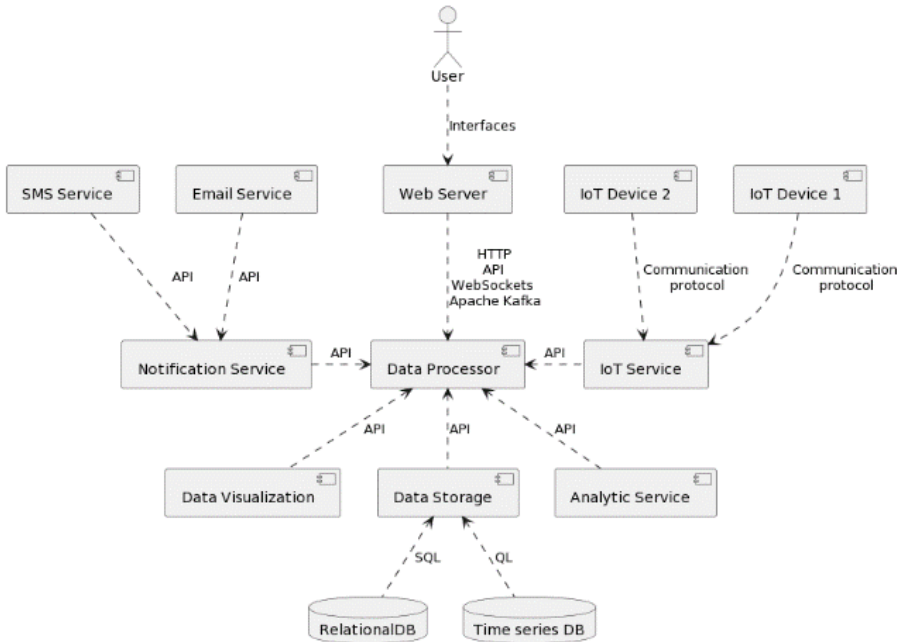 User
Interfaces
SMS Service
Email Service
Web Server
IoT Device 2
IoT Device 1
API
API
HTTP
API
WebSockets
Apache Kafka
Communication
protocol
Communication
protocol
Notification Service
API
Data Processor
API
IoT Service
API
API
API
Data Visualization
Data Storage
Analytic Service
SQL
QL
RelationalDB
Time series DB